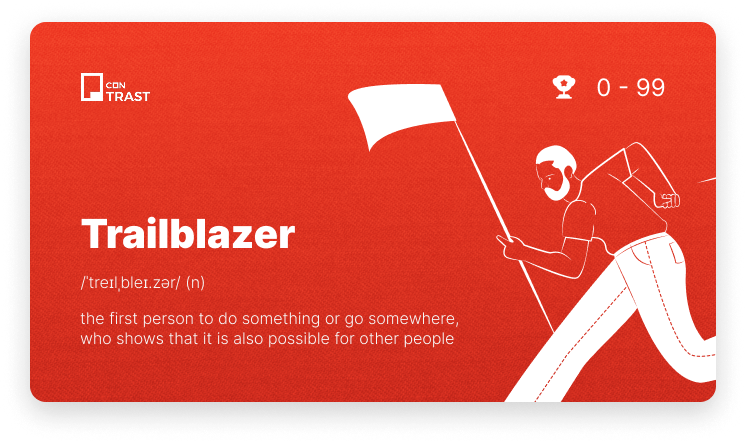 CON
TRAST
0 - 99
Trailblazer
/ˈtreɪlˌbleɪ.zər/ (n)
the first person to do something or go somewhere,
who shows that it is also possible for other people